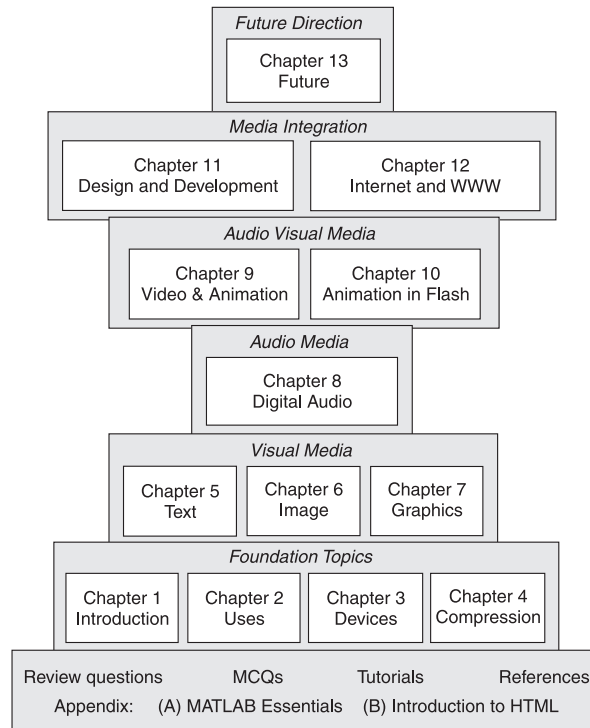 Future Direction
Chapter 13
Future
Media Integration
Chapter 11
Design and Development
Chapter 12
Internet and WWW
Audio Visual Media
Chapter 9
Video & Animation
Chapter 10
Animation in Flash
Audio Media
Chapter 8
Digital Audio
Visual Media
Chapter 5
Text
Chapter 6
Image
Chapter 7
Graphics
Foundation Topics
Chapter 1
Introduction
Chapter 2
Uses
Chapter 3
Devices
Chapter 4
Compression
Review questions MCQs Tutorials References
Appendix: (A) MATLAB Essentials (B) Introduction to HTML